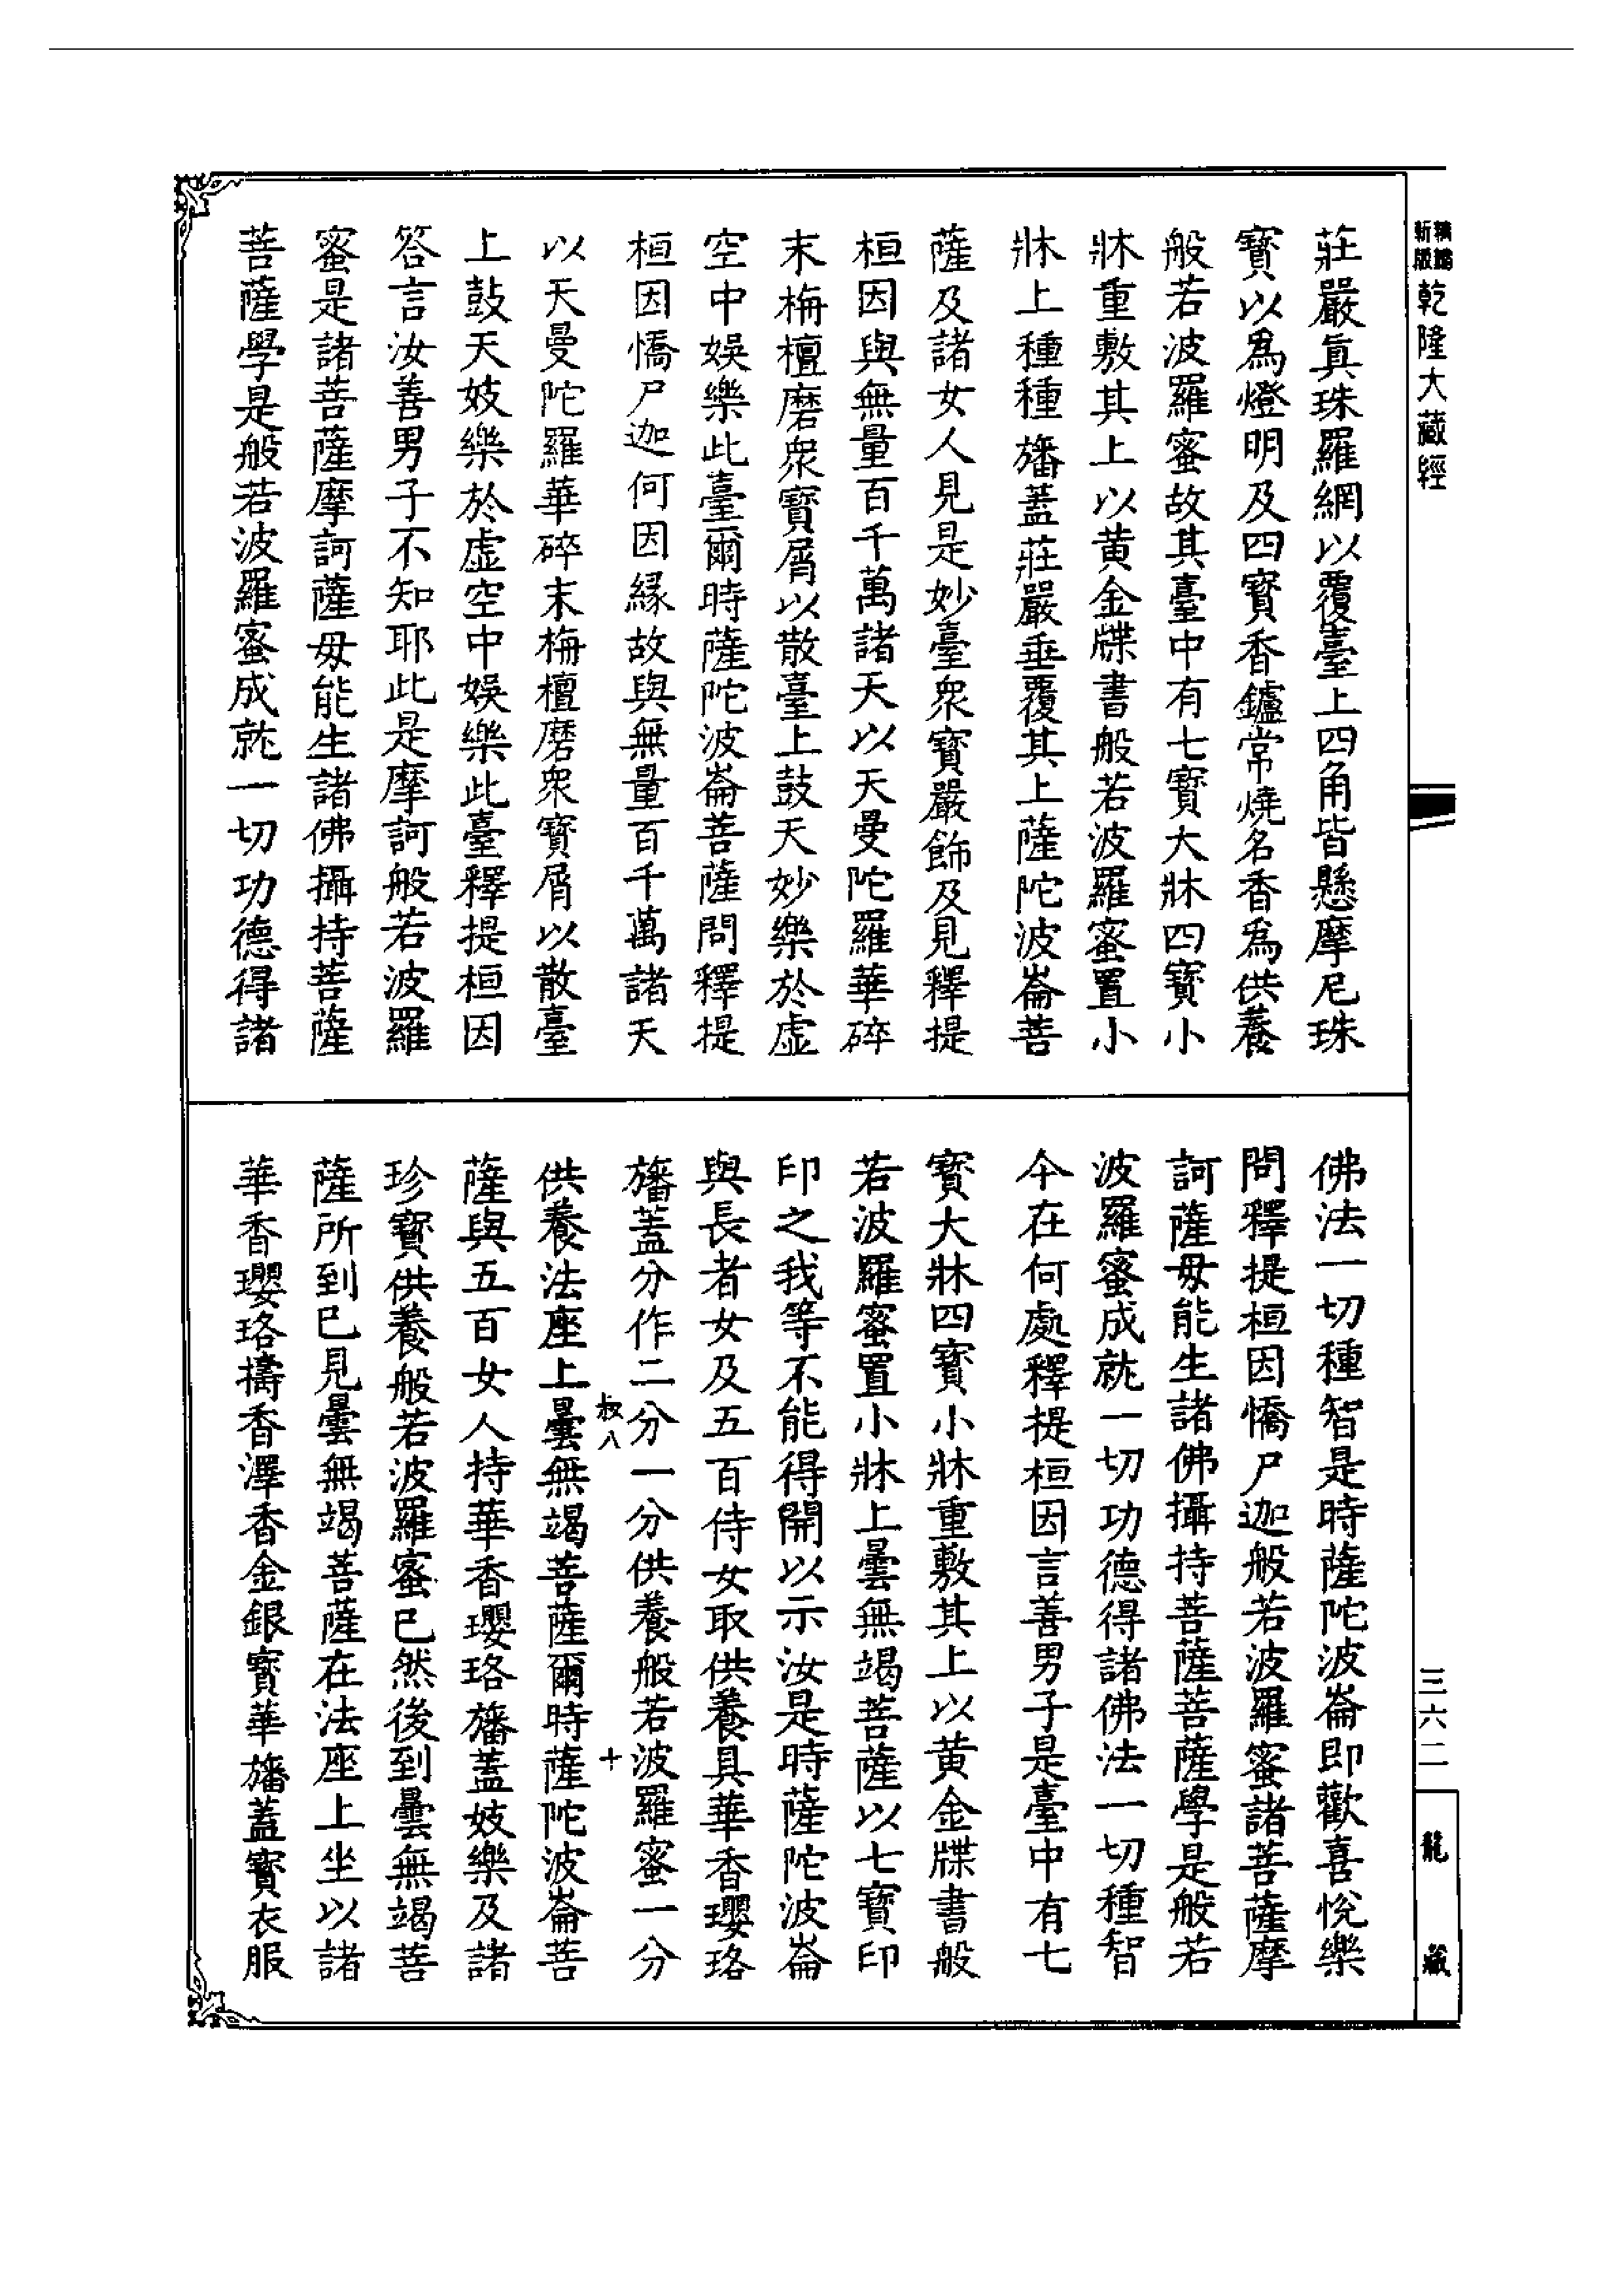 新版精縮乾隆大藏經
莊嚴眞珠羅網以覆臺上四角皆懸摩尼珠
寶以爲燈明及四寶香鑪常燒名香爲供養
般若波羅蜜故其臺中有七寶大牀四寶小
牀重敷其上以黃金牒書般若波羅蜜置小
牀上種種旛蓋莊嚴垂覆其上薩陀波崙菩
薩及諸女人見是妙臺衆寶嚴飾及見釋提
桓因與無量百千萬諸天以天曼陀羅華碎
末栴檀磨衆寶屑以散臺上鼓天妙樂於虛
空中娛樂此臺爾時薩陀波崙菩薩問釋提
桓因憍尸迦何因緣故與無量百千萬諸天
以天曼陀羅華碎末栴檀磨衆寶屑以散臺
上鼓天妓樂於虛空中娛樂此臺釋提桓因
答言汝善男子不知耶此是摩訶般若波羅
蜜是諸菩薩摩訶薩毋能生諸佛攝持菩薩
菩薩學是般若波羅蜜成就一切功德得諸
佛法一切種智是時薩陀波崙即歡喜悅樂
問釋提桓因憍尸迦般若波羅蜜諸菩薩摩
訶薩毋能生諸佛攝持菩薩菩薩學是般若
波羅蜜成就一切功德得諸佛法一切種智
今在何處釋提桓因言善男子是臺中有七
寶大牀四寶小牀重敷其上以黃金牒書般
若波羅蜜置小牀上曇無竭菩薩以七寶印
印之我等不能得開以示汝是時薩陀波崙
與長者女及五百侍女取供養具華香瓔珞
旛蓋分作二分一分供養般若波羅蜜一分
叔八 十
供養法座上曇無竭菩薩爾時薩陀波崙菩
薩與五百女人持華香瓔珞旛蓋妓樂及諸
珍寶供養般若波羅蜜已然後到曇無竭菩
薩所到已見曇無竭菩薩在法座上坐以諸
華香瓔珞擣香澤香金銀寶華旛蓋寶衣服
三六二
龍藏